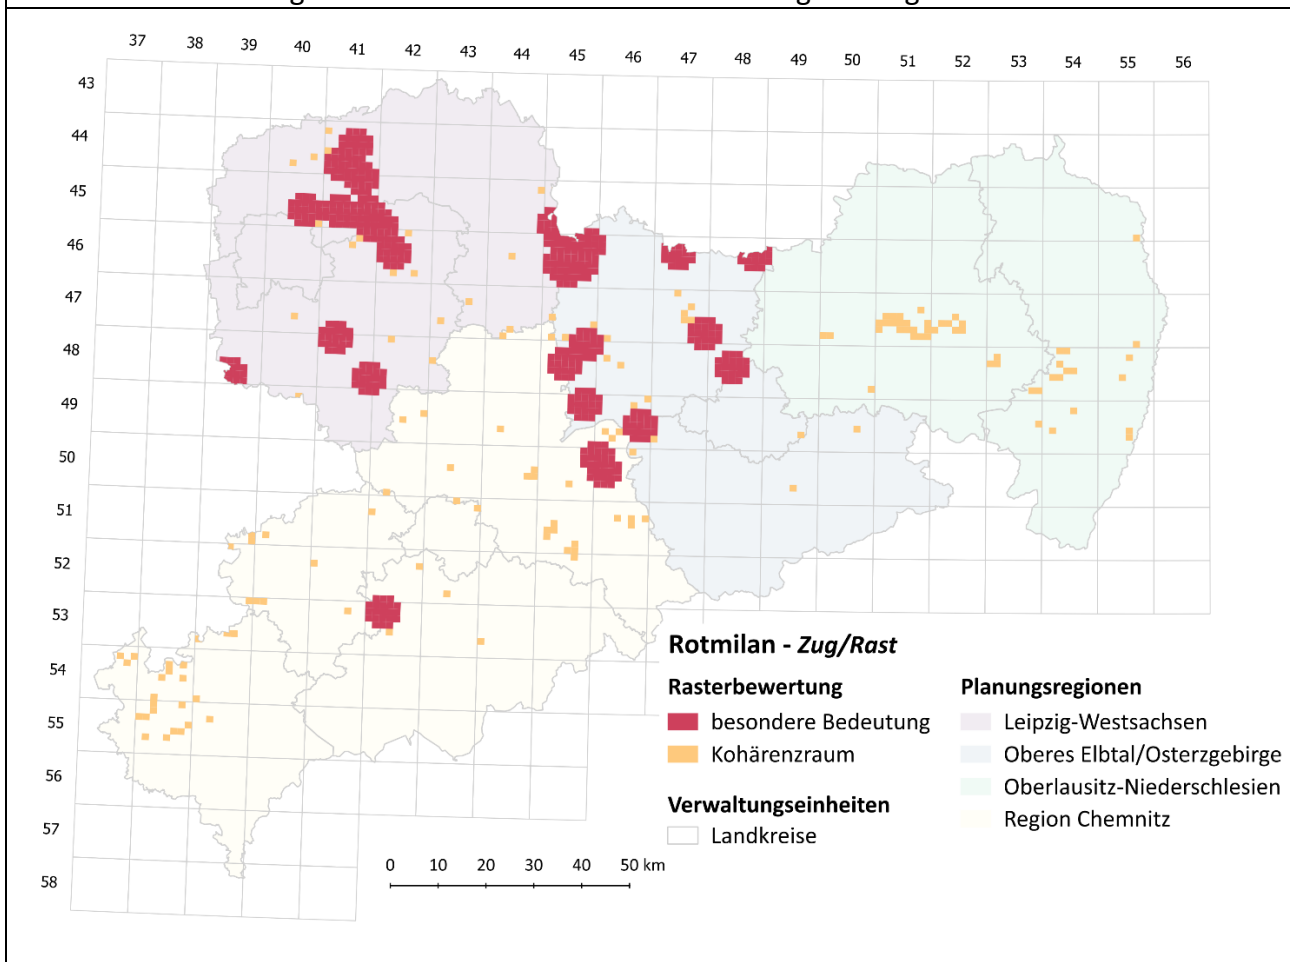 37 38 39 40 41 42 43 44 45 46 47 48 49 50 51 52 53 54 55 56
43
44
45
46
47
48
49
50
51
52
53
54
55
56
57
58
Rotmilan - Zug/Rast
Rasterbewertung
besondere Bedeutung
Kohärenzraum
Verwaltungseinheiten
Landkreise
Planungsregionen
Leipzig-Westsachsen
Oberes Elbtal/Osterzgebirge
Oberlausitz-Niederschlesien
Region Chemnitz
0 10 20 30 40 50 km